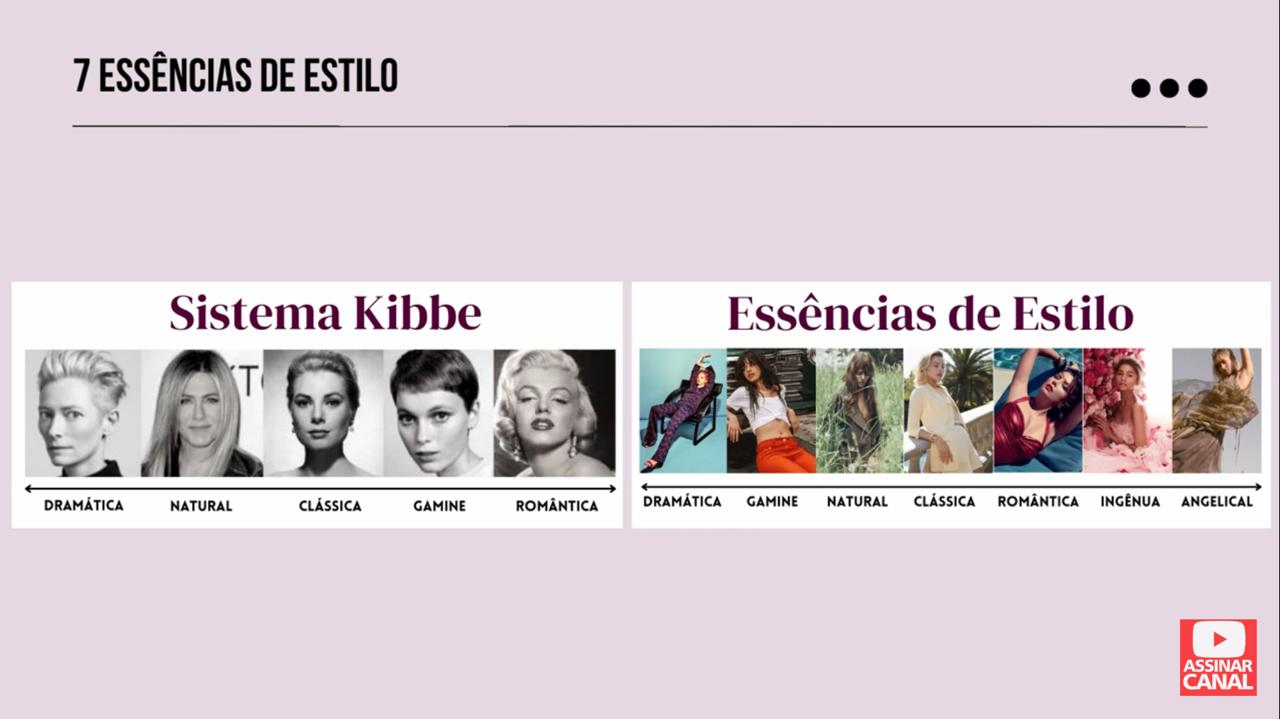 7 ESSÊNCIAS DE ESTILO
Sistema Kibbe
DRAMÁTICA NATURAL CLÁSSICA GAMINE ROMÂNTICA
Essências de Estilo
DRAMÁTICA GAMINE NATURAL CLÁSSICA ROMÂNTICA INGÊNUA ANGELICAL
ASSINAR
CANAL